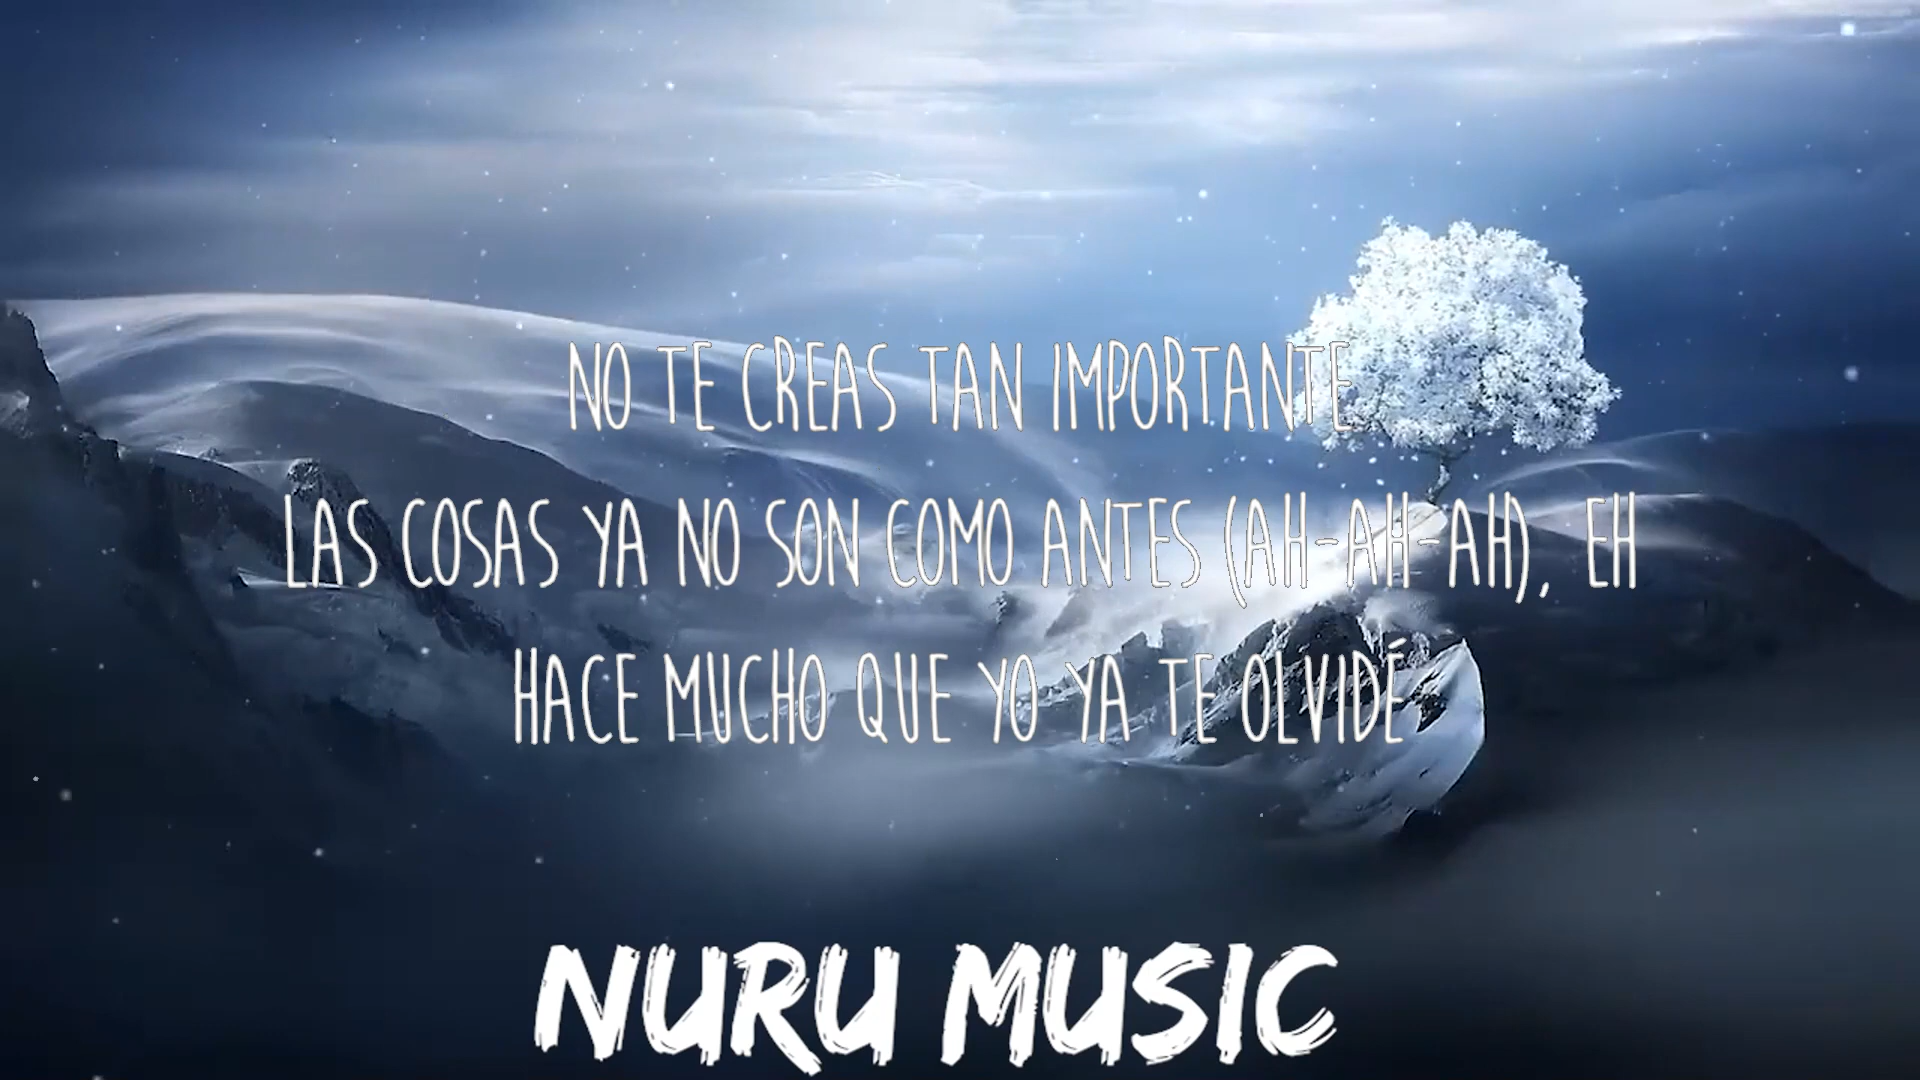 NO TE CREAS TAN IMPORTANTE
LAS COSAS YA NO SON COMO ANTES (AH-AH-AH), EH
HACE MUCHO QUE YO YA TE OLVIDÉ
NURU MUSIC